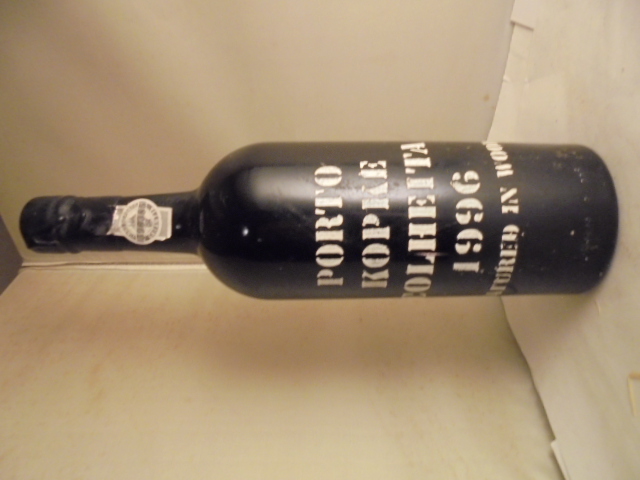 PORTO
KOPKE
COLHEITA
1996
MATURED IN WOOD